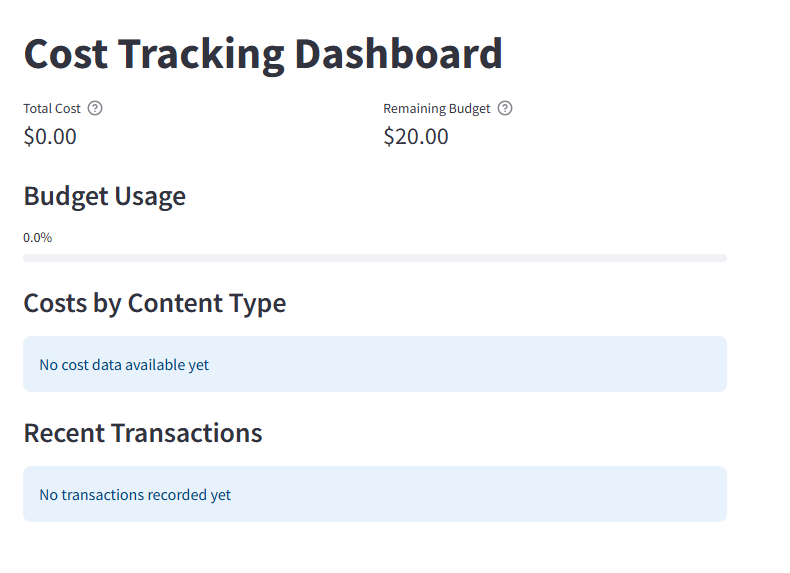 Cost Tracking Dashboard
Total Cost ?
Remaining Budget ?
$0.00
$20.00
Budget Usage
0.0%
Costs by Content Type
No cost data available yet
Recent Transactions
No transactions recorded yet